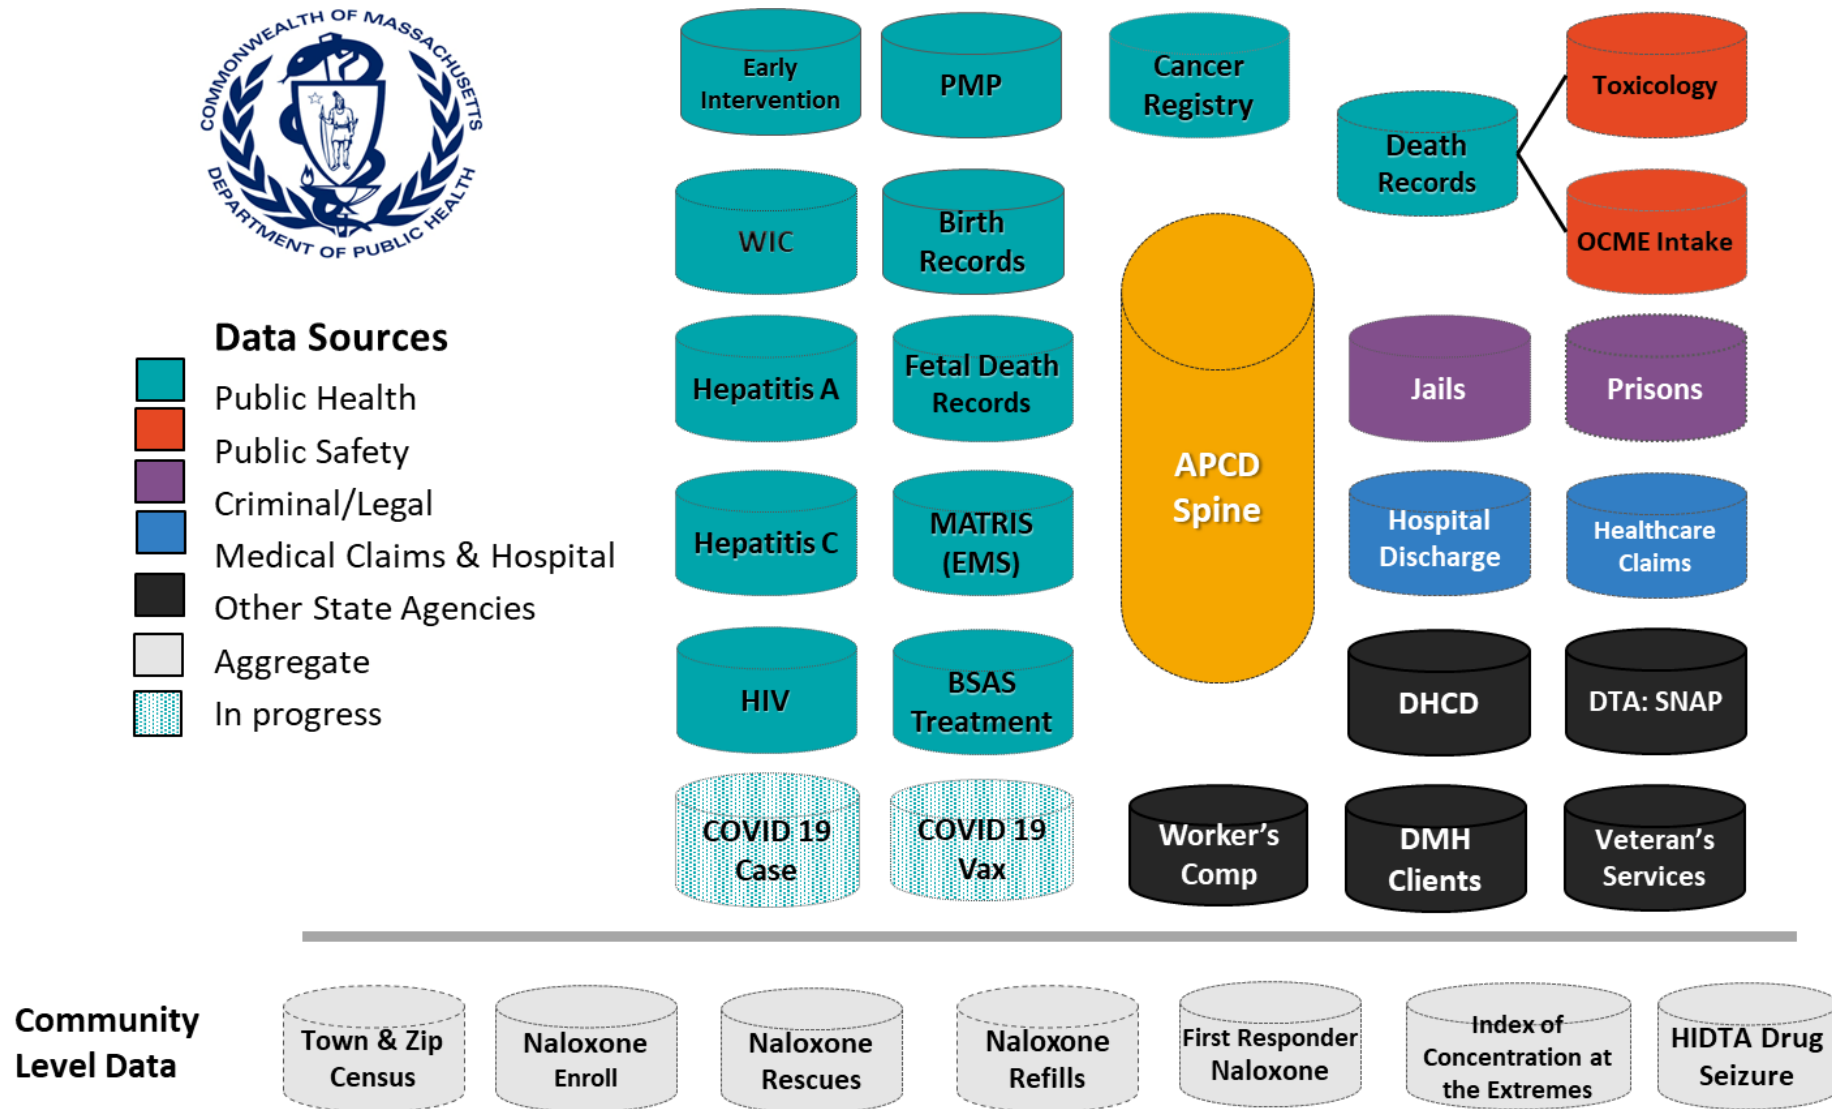 COMMONWEALTH OF MASSACHUSETTS
DEPARTMENT OF PUBLIC HEALTH
Data Sources
Public Health
Public Safety
Criminal/Legal
Medical Claims & Hospital
Other State Agencies
Aggregate
In progress
Early
Intervention
PMP
Cancer
Registry
Death
Records
Toxicology
OCME Intake
WIC
Birth
Records
Hepatitis A
Fetal Death
Records
APCD
Spine
Jails
Prisons
Hepatitis C
MATRIS
(EMS)
Hospital
Discharge
Healthcare
Claims
HIV
BSAS
Treatment
DHCD
DTA: SNAP
COVID 19
Case
COVID 19
Vax
Worker's
Comp
DMH
Clients
Veteran's
Services
Community
Level Data
Town & Zip
Census
Naloxone
Enroll
Naloxone
Rescues
Naloxone
Refills
First Responder
Naloxone
Index of
Concentration at
the Extremes
HIDTA Drug
Seizure